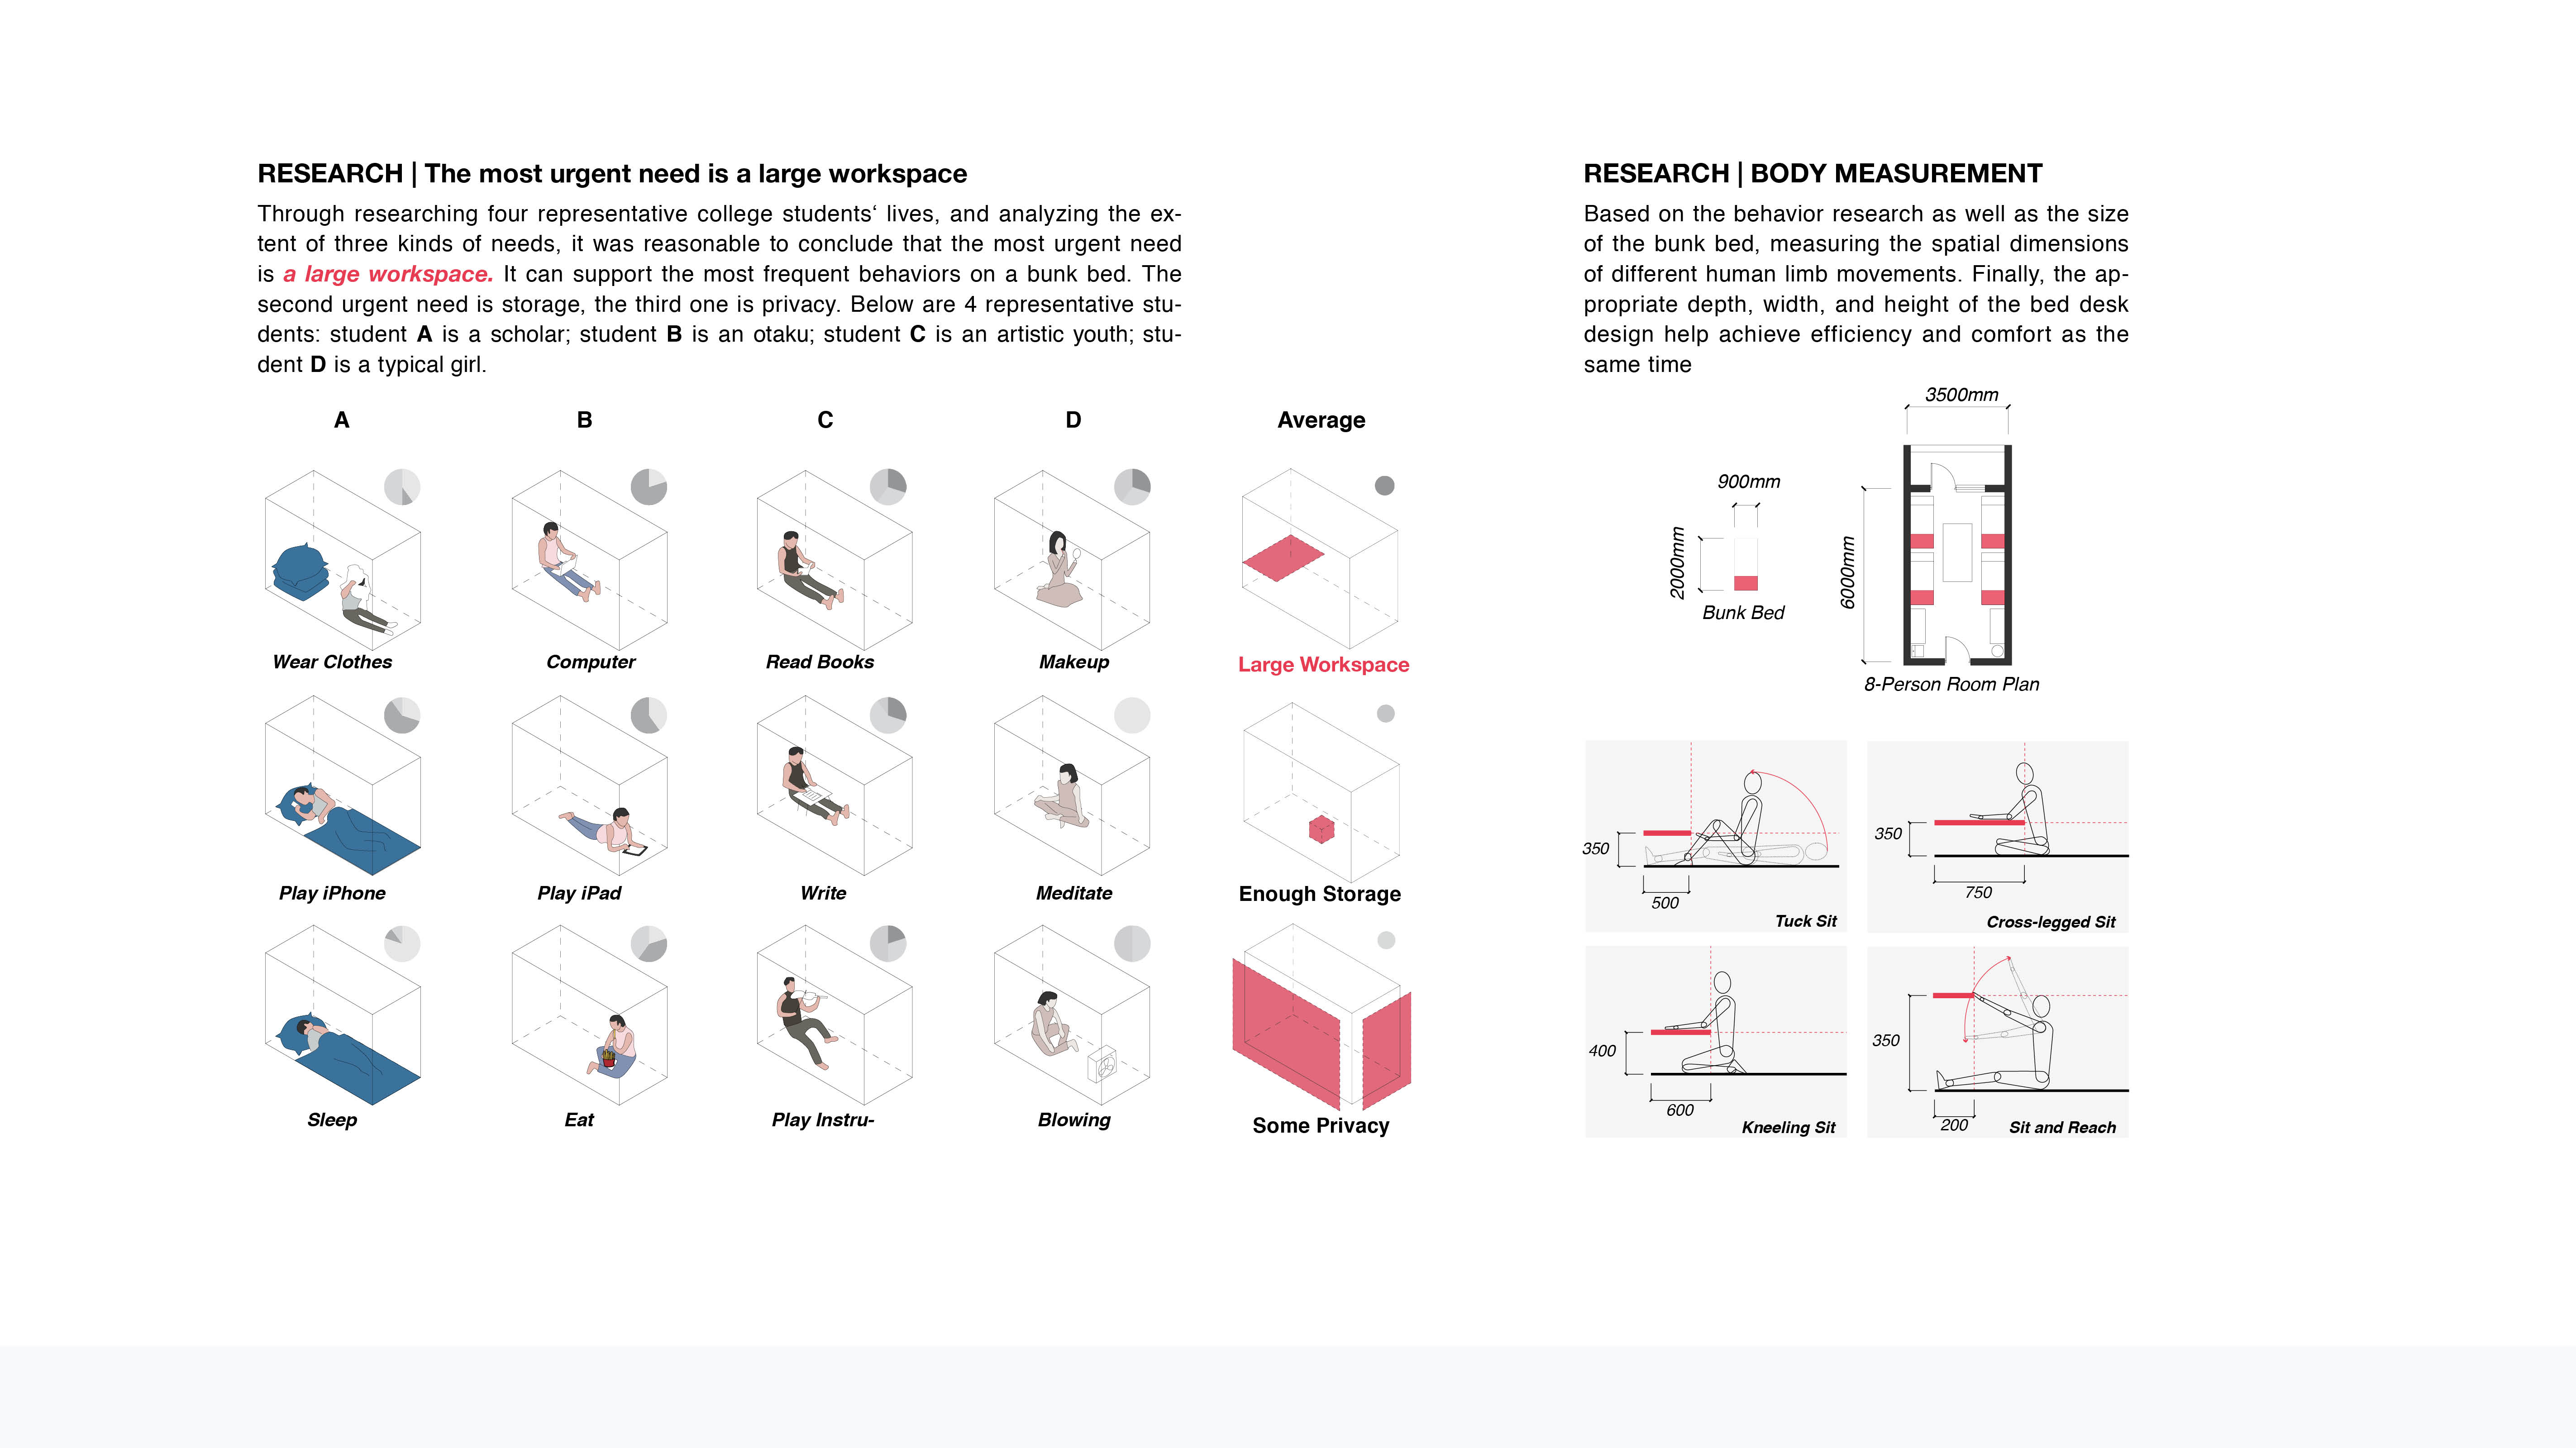 RESEARCH | The most urgent need is a large workspace
Through researching four representative college students‘ lives, and analyzing the ex-
tent of three kinds of needs, it was reasonable to conclude that the most urgent need
is a large workspace. It can support the most frequent behaviors on a bunk bed. The
second urgent need is storage, the third one is privacy. Below are 4 representative stu-
dents: student A is a scholar; student B is an otaku; student C is an artistic youth; stu-
dent D is a typical girl.
A
B
C
D
Average
Wear Clothes
Computer
Read Books
Makeup
Large Workspace
Play iPhone
Play iPad
Write
Meditate
Enough Storage
Sleep
Eat
Play Instru-
Blowing
Some Privacy
RESEARCH | BODY MEASUREMENT
Based on the behavior research as well as the size
of the bunk bed, measuring the spatial dimensions
of different human limb movements. Finally, the ap-
propriate depth, width, and height of the bed desk
design help achieve efficiency and comfort as the
same time
3500mm
900mm
2000mm
6000mm
Bunk Bed
8-Person Room Plan
350
500
Tuck Sit
350
750
Cross-legged Sit
400
600
Kneeling Sit
350
200
Sit and Reach